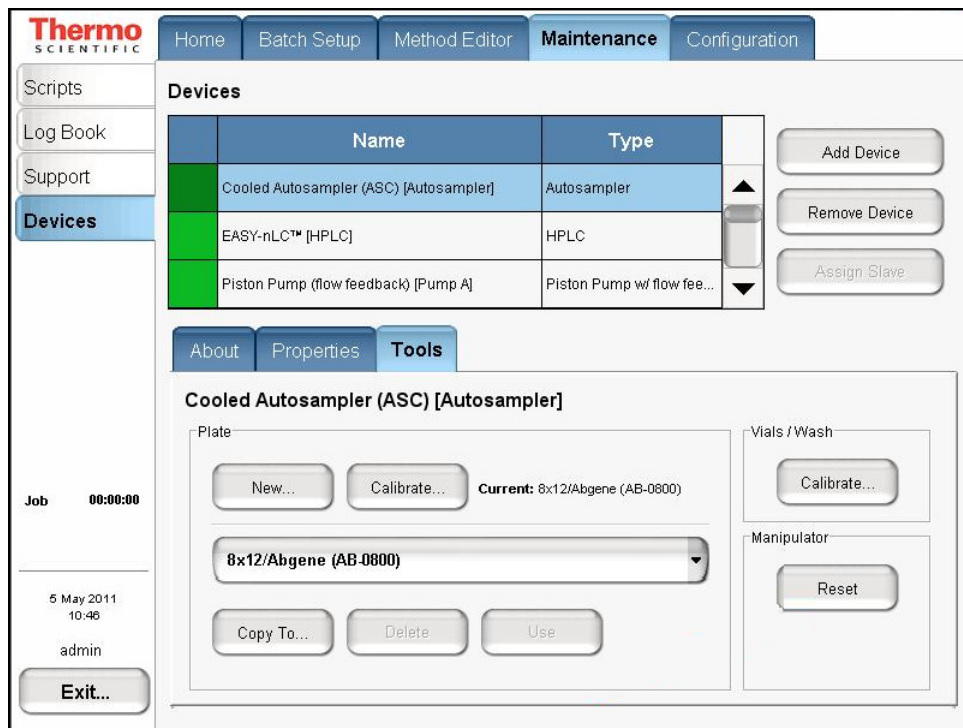 Thermo
SCIENTIFIC
Home
Batch Setup
Method Editor
Maintenance
Configuration
Scripts
Log Book
Support
Devices
Devices
Name
Type
Cooled Autosampler (ASC) [Autosampler]
Autosampler
EASY-nLC™ [HPLC]
HPLC
Piston Pump (flow feedback) [Pump A]
Piston Pump w/ flow fee...
Add Device
Remove Device
Assign Slave
About
Properties
Tools
Cooled Autosampler (ASC) [Autosampler]
Plate
New...
Calibrate...
Current: 8x12/Abgene (AB-0800)
8x12/Abgene (AB-0800)
Copy To...
Delete
Use
Vials / Wash
Calibrate...
Manipulator
Reset
Job 00:00:00
5 May 2011
10:46
admin
Exit...